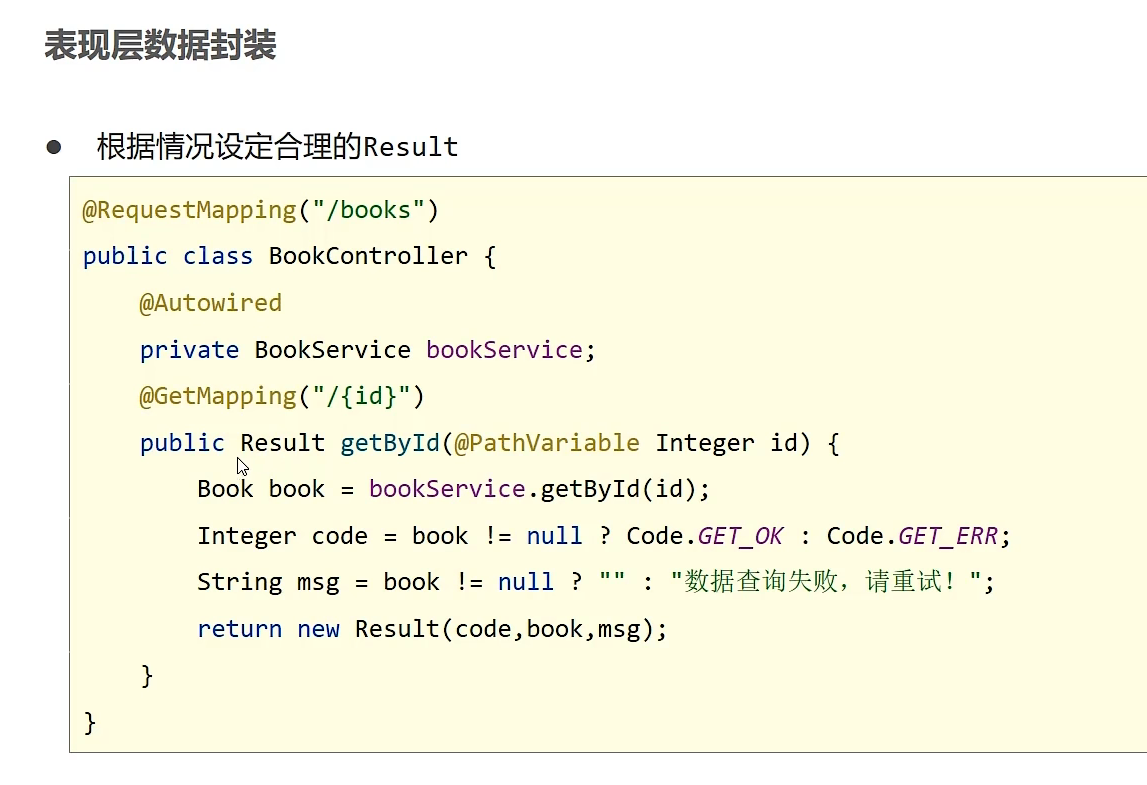 表现层数据封装
● 根据情况设定合理的Result
@RequestMapping("/books")
public class BookController {
@Autowired
private BookService bookService;
@GetMapping("/{id}")
public Result getById(@PathVariable Integer id) {
Book book = bookService.getById(id);
Integer code = book != null ? Code.GET_OK : Code.GET_ERR;
String msg = book != null ? "" : "数据查询失败，请重试！";
return new Result(code,book,msg);
}
}